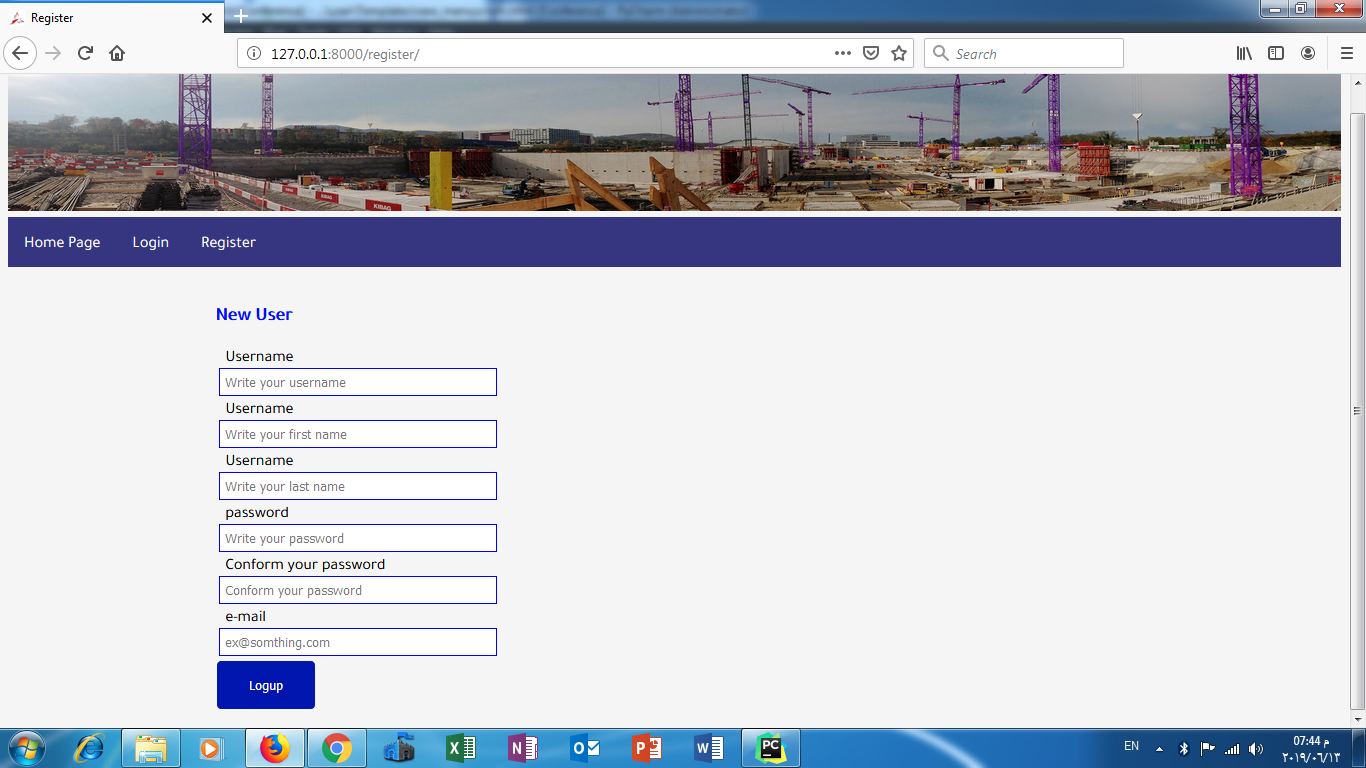 Register
127.0.0.1:8000/register/
Search
KIBAG
KIBAG
Home Page Login Register
New User
Username
Write your username
Username
Write your first name
Username
Write your last name
password
Write your password
Conform your password
Conform your password
e-mail
ex@somthing.com
Logup
EN
07:44 م
٢٠١٩/٠٦/١٣